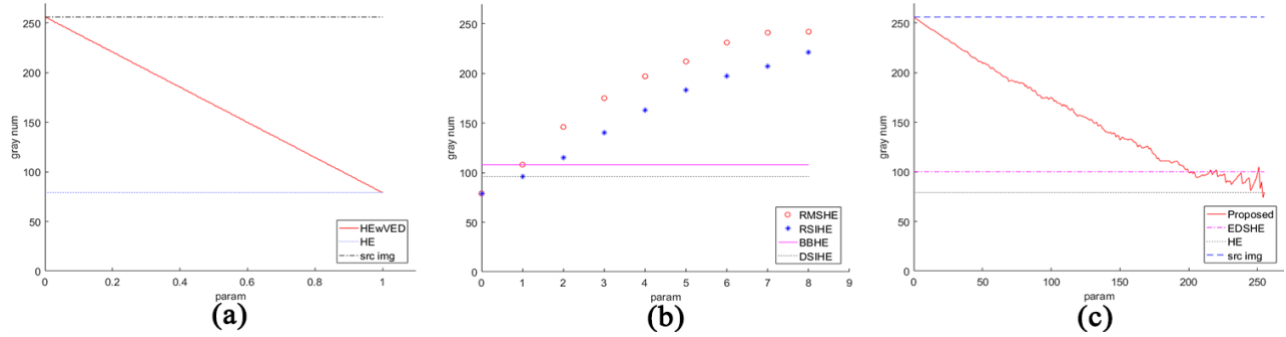 250
200
150
100
50
0
gray num
0
0.2
0.4
0.6
0.8
1
param
HEwVED
HE
src img
(a)
250
200
150
100
50
0
gray num
0
1
2
3
4
5
6
7
8
9
param
RMSHE
RSIHE
BBHE
DSIHE
(b)
250
200
150
100
50
0
gray num
0
50
100
150
200
250
param
Proposed
EDSHE
HE
src img
(c)